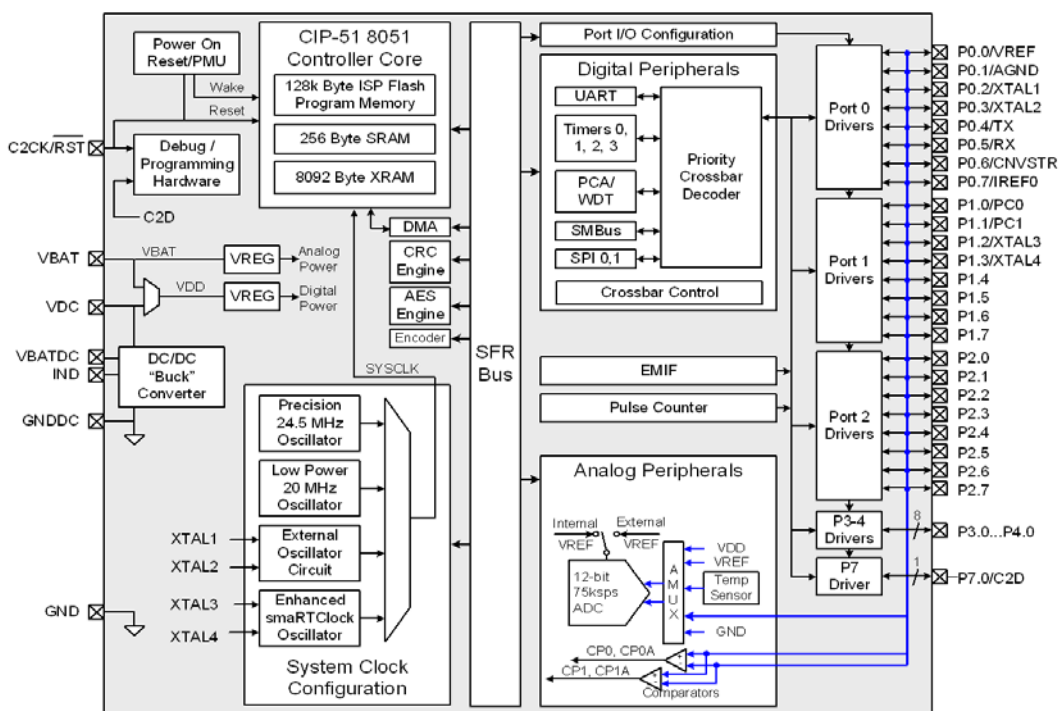 Power On
Reset/PMU
Wake
Reset
C2CK/RST
Debug /
Programming
Hardware
C2D
CIP-51 8051
Controller Core
128k Byte ISP Flash
Program Memory
256 Byte SRAM
8092 Byte XRAM
VBAT
VBAT
VREG
Analog
Power
VDC
VDD
VREG
Digital
Power
VBATDC
IND
DC/DC
"Buck"
Converter
GNDDC
GND
DMA
CRC
Engine
AES
Engine
Encoder
SYSCLK
Precision
24.5 MHz
Oscillator
Low Power
20 MHz
Oscillator
XTAL1
XTAL2
External
Oscillator
Circuit
XTAL3
XTAL4
Enhanced
smaRTClock
Oscillator
System Clock
Configuration
SFR
Bus
Port I/O Configuration
Digital Peripherals
UART
Timers 0,
1, 2, 3
PCA/
WDT
SMBus
SPI 0,1
Priority
Crossbar
Decoder
Crossbar Control
EMIF
Pulse Counter
Analog Peripherals
Internal
VREF
External
VREF
12-bit
75ksps
ADC
A
M
U
X
VDD
VREF
Temp
Sensor
GND
CP0, CP0A
CP1, CP1A
+
-
+
-
Comparators
Port 0
Drivers
Port 1
Drivers
Port 2
Drivers
P3-4
Drivers
P7
Driver
P0.0/VREF
P0.1/AGND
P0.2/XTAL1
P0.3/XTAL2
P0.4/TX
P0.5/RX
P0.6/CNVSTR
P0.7/IREF0
P1.0/PC0
P1.1/PC1
P1.2/XTAL3
P1.3/XTAL4
P1.4
P1.5
P1.6
P1.7
P2.0
P2.1
P2.2
P2.3
P2.4
P2.5
P2.6
P2.7
8
P3.0...P4.0
1
P7.0/C2D